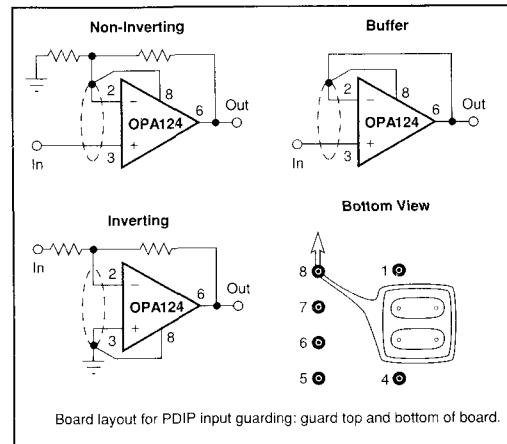 Non-Inverting
2
8
−
OPA124
6
Out
+
3
In
Buffer
2
8
−
OPA124
6
Out
+
3
In
Inverting
In
2
−
OPA124
6
Out
+
3
8
Bottom View
8
1
7
6
5
4
Board layout for PDIP input guarding: guard top and bottom of board.